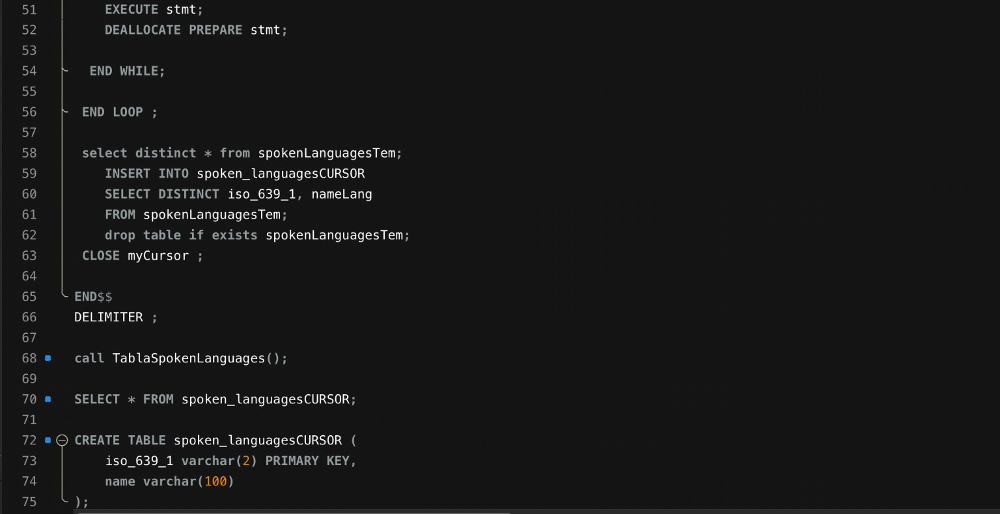 51 EXECUTE stmt;
52 DEALLOCATE PREPARE stmt;
53
54 END WHILE;
55
56 END LOOP ;
57
58 select distinct * from spokenLanguagesTem;
59 INSERT INTO spoken_languagesCURSOR
60 SELECT DISTINCT iso_639_1, nameLang
61 FROM spokenLanguagesTem;
62 drop table if exists spokenLanguagesTem;
63 CLOSE myCursor ;
64
65 END$$
66 DELIMITER ;
67
68 call TablaSpokenLanguages();
69
70 SELECT * FROM spoken_languagesCURSOR;
71
72 CREATE TABLE spoken_languagesCURSOR (
73 iso_639_1 varchar(2) PRIMARY KEY,
74 name varchar(100)
75 );